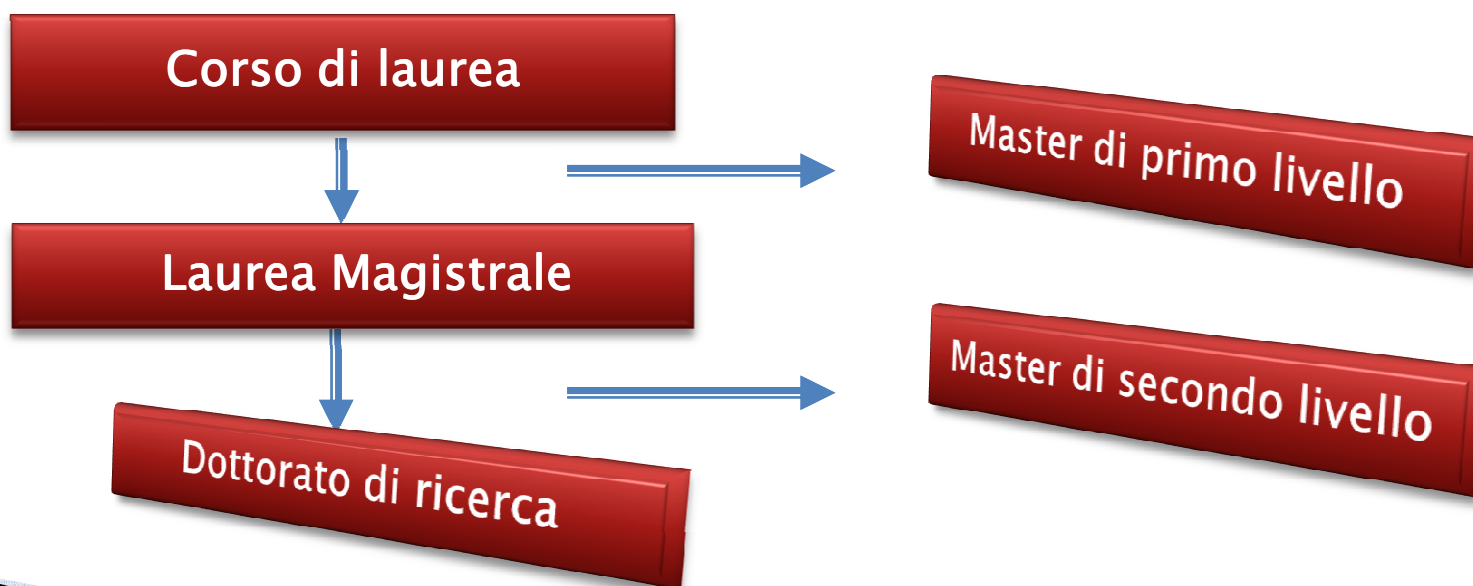 Corso di laurea
Master di primo livello
Laurea Magistrale
Master di secondo livello
Dottorato di ricerca